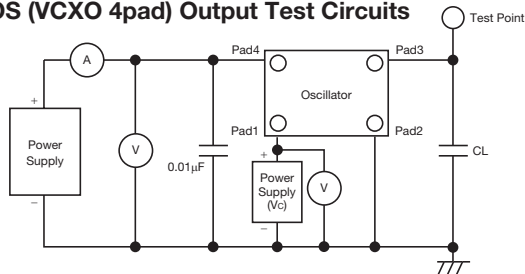 OS (VCXO 4pad) Output Test Circuits
Test Point
A
Pad4
Pad3
Oscillator
+
Power
Supply
−
V
0.01μF
Pad1
Pad2
+
Power
Supply
(Vc)
−
V
CL